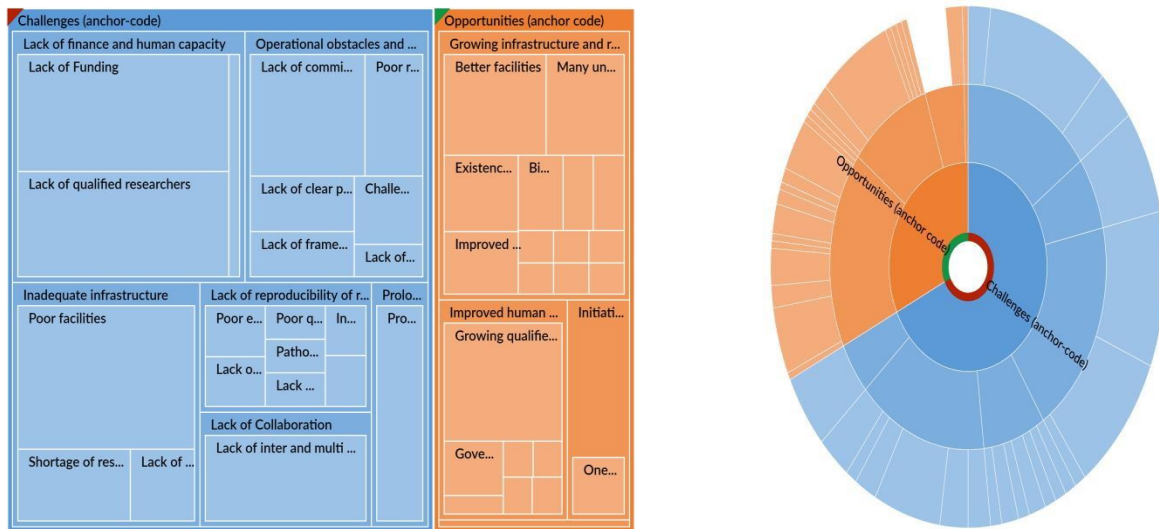 Challenges (anchor-code)
Lack of finance and human capacity
Lack of Funding
Lack of qualified researchers
Operational obstacles and ...
Lack of commi...
Poor r...
Lack of clear p...
Challe...
Lack of frame...
Lack of...
Inadequate infrastructure
Poor facilities
Shortage of res...
Lack of ...
Lack of reproducibility of r...
Poor e...
Poor q...
In...
Patho...
Lack o...
Lack ...
Lack of Collaboration
Lack of inter and multi ...
Prolo...
Pro...
Opportunities (anchor code)
Growing infrastructure and r...
Better facilities
Many un...
Existenc...
Bi...
Improved ...
Improved human ...
Growing qualifie...
Gove...
Initiati...
One...
Opportunities (anchor code)
Challenges (anchor-code)